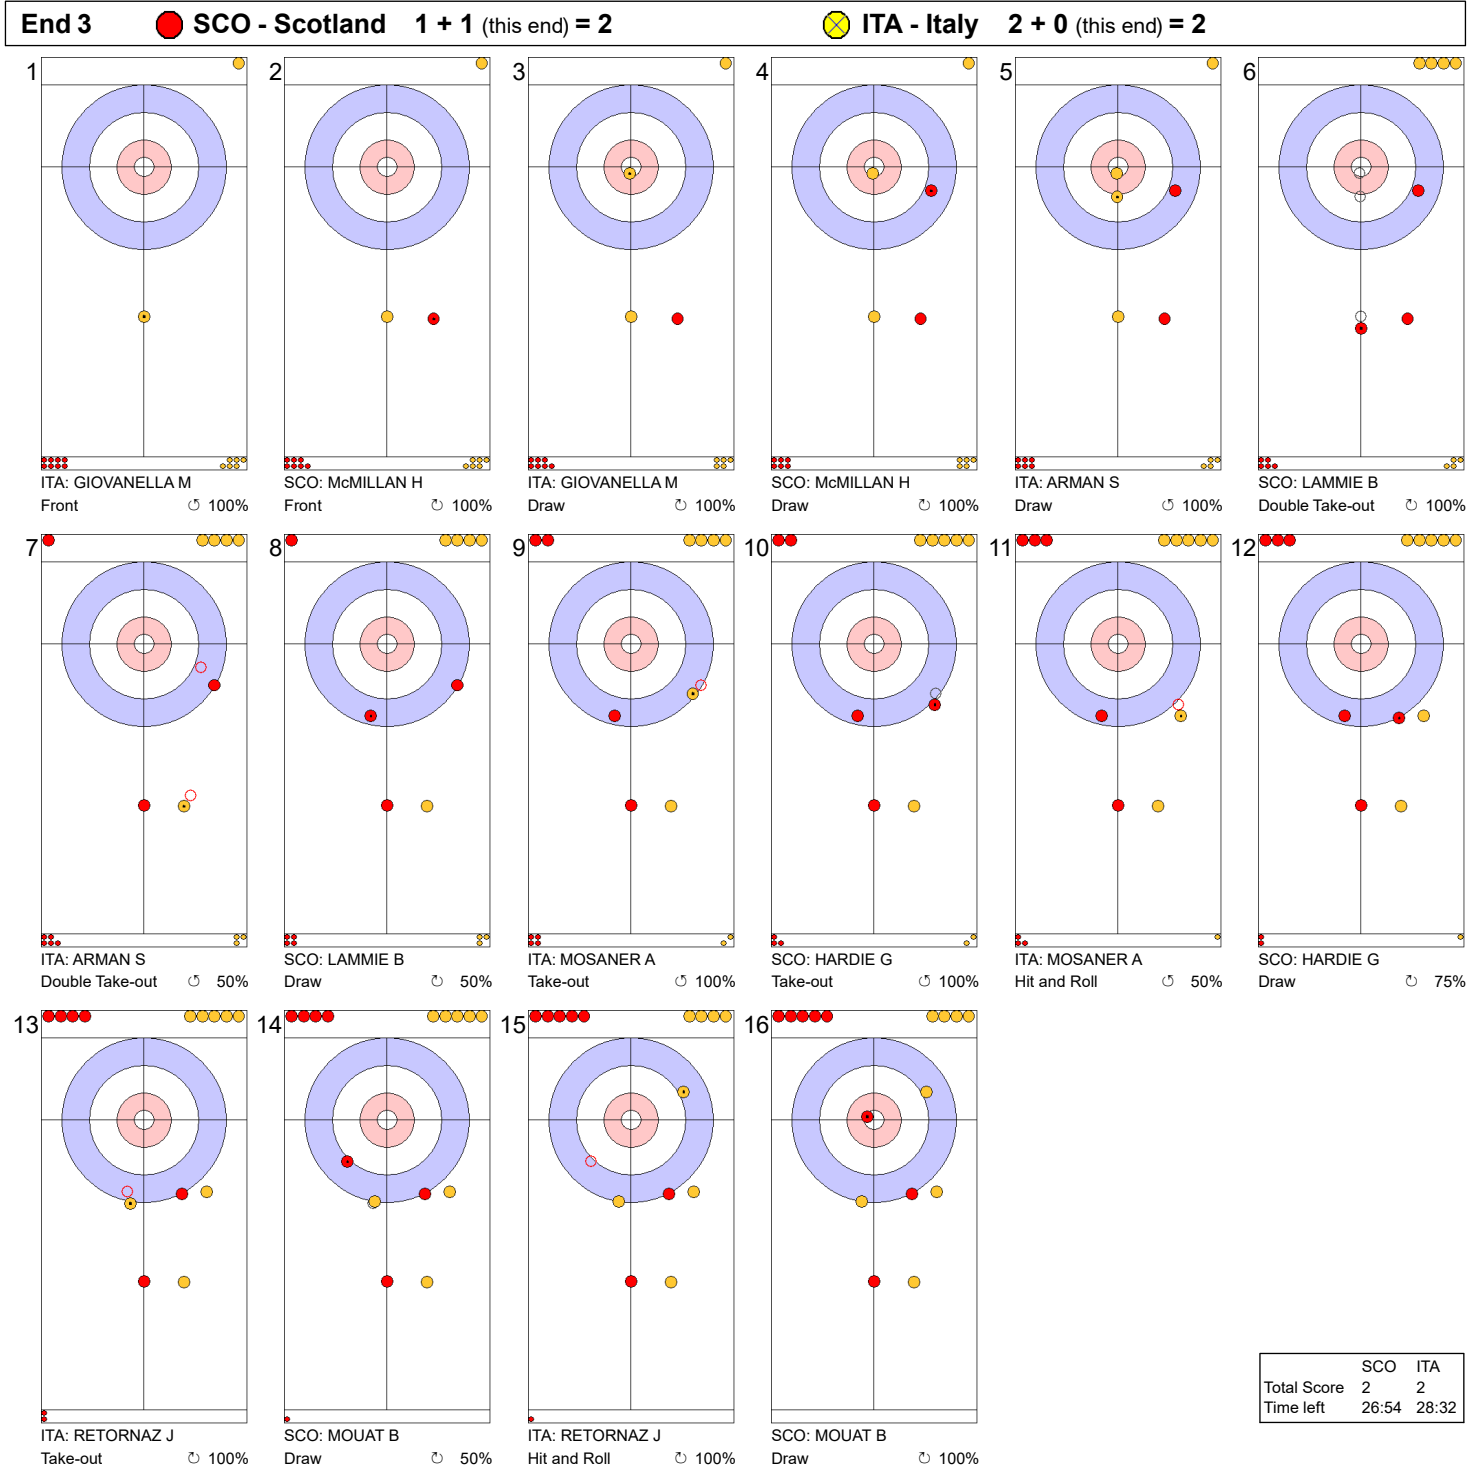 End 3 SCO - Scotland 1 + 1 (this end) = 2 ITA - Italy 2 + 0 (this end) = 2
1 2 3 4 5 6
ITA: GIOVANELLA M SCO: McMILLAN H ITA: GIOVANELLA M SCO: McMILLAN H ITA: ARMAN S SCO: LAMMIE B
Front ↺ 100% Front ↻ 100% Draw ↻ 100% Draw ↻ 100% Draw ↺ 100% Double Take-out ↺ 100%
7 8 9 10 11 12
ITA: ARMAN S SCO: LAMMIE B ITA: MOSANER A SCO: HARDIE G ITA: MOSANER A SCO: HARDIE G
Double Take-out ↺ 50% Draw ↺ 50% Take-out ↺ 100% Take-out ↺ 100% Hit and Roll ↺ 50% Draw ↻ 75%
13 14 15 16
ITA: RETORNAZ J SCO: MOUAT B ITA: RETORNAZ J SCO: MOUAT B
Take-out ↻ 100% Draw ↻ 50% Hit and Roll ↻ 100% Draw ↻ 100%
SCO ITA
Total Score 2 2
Time left 26:54 28:32